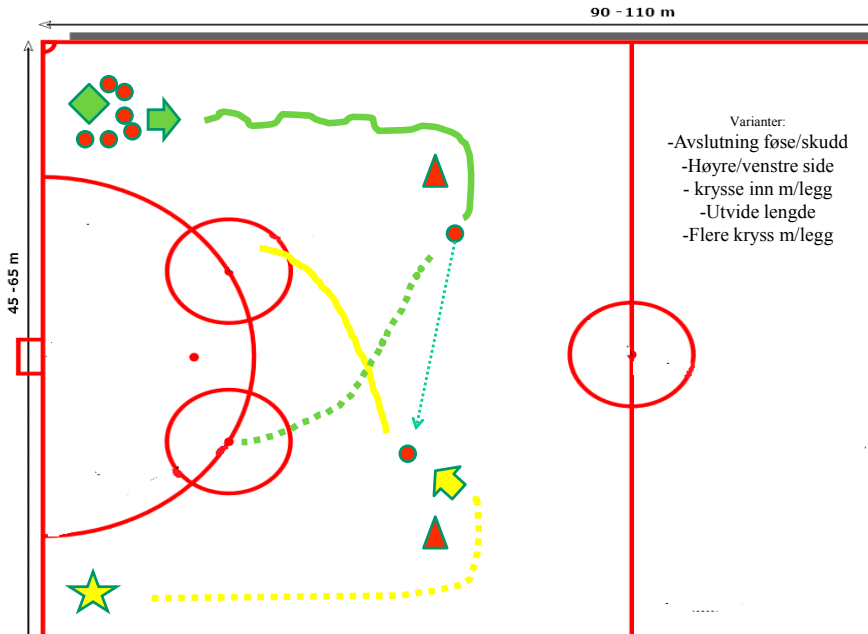 90 -110 m
45 -65 m
Varianter:
-Avslutning føse/skudd
-Høyre/venstre side
- krysse inn m/legg
-Utvide lengde
-Flere kryss m/legg